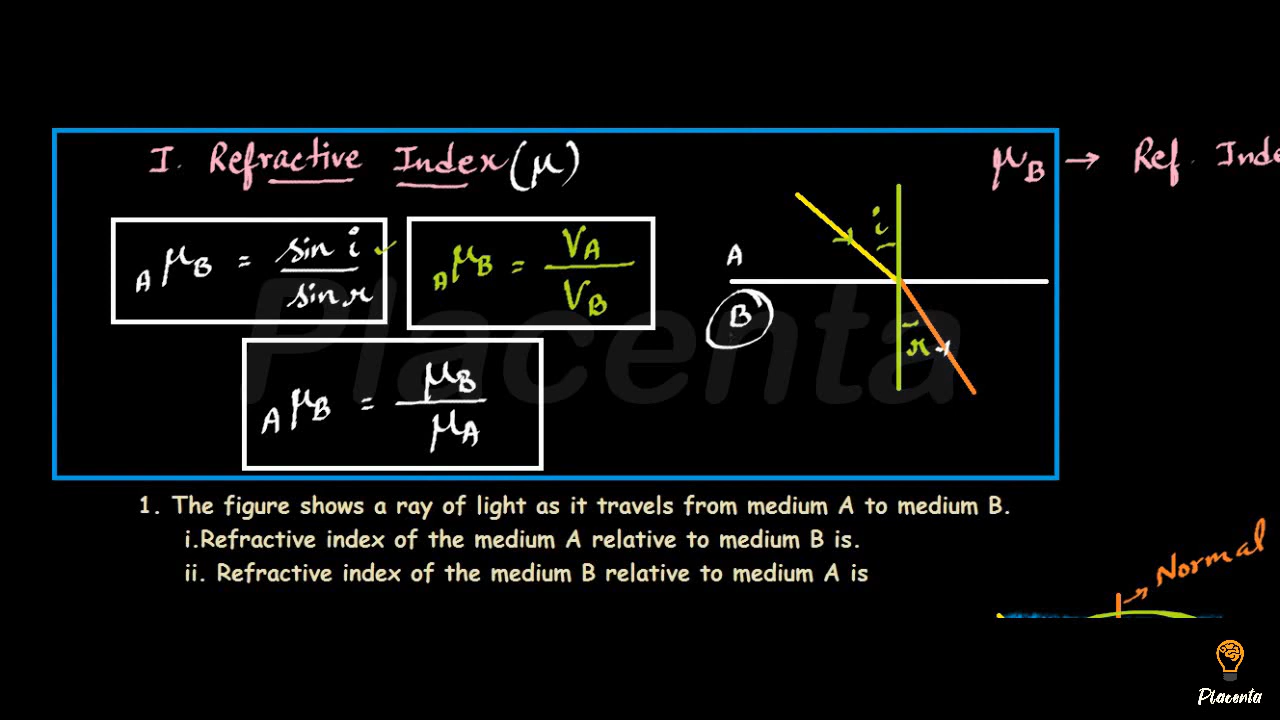 I. Refractive Index (μ)
μB → Ref. Inde
AμB = sin i / sin r
AμB = VA / VB
AμB = μB / μA
i
A
B
r
Placenta
1. The figure shows a ray of light as it travels from medium A to medium B.
i.Refractive index of the medium A relative to medium B is.
ii. Refractive index of the medium B relative to medium A is
Normal
Placenta